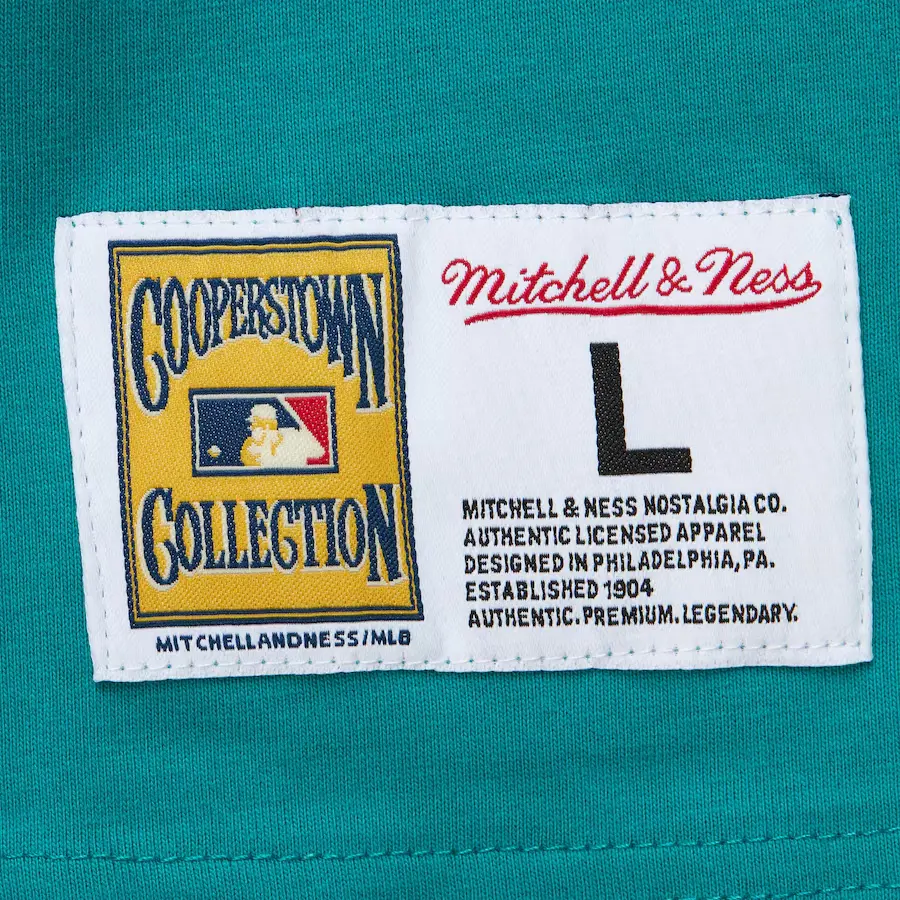 COOPERSTOWN
COLLECTION
MITCHELLANDNESS/MLB
Mitchell & Ness
L
MITCHELL & NESS NOSTALGIA CO.
AUTHENTIC LICENSED APPAREL
DESIGNED IN PHILADELPHIA, PA.
ESTABLISHED 1904
AUTHENTIC. PREMIUM. LEGENDARY.